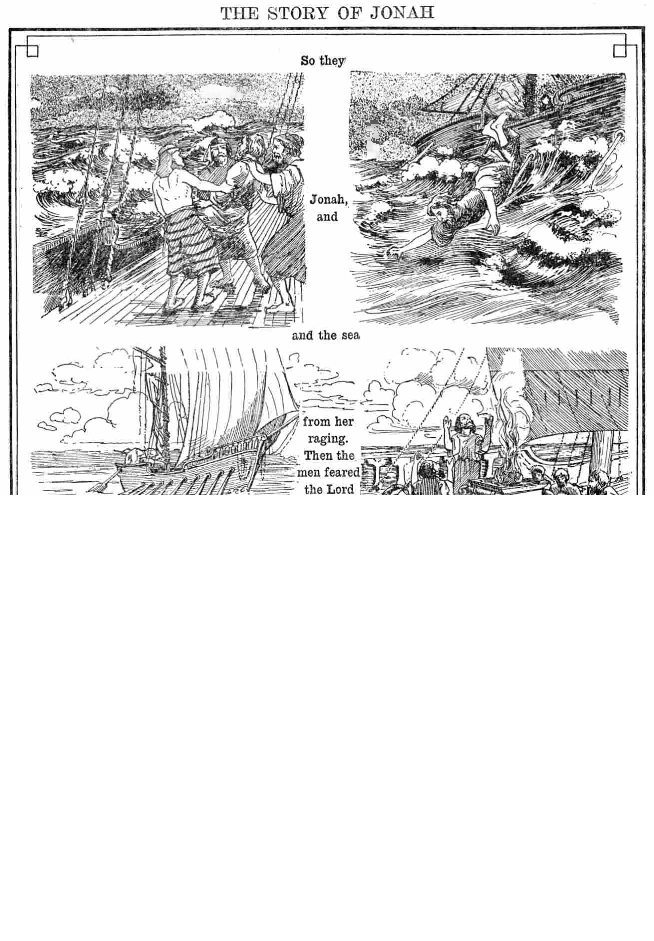 THE STORY OF JONAH
So they
Jonah,
and
and the sea
from her
raging.
Then the
men feared
the Lord